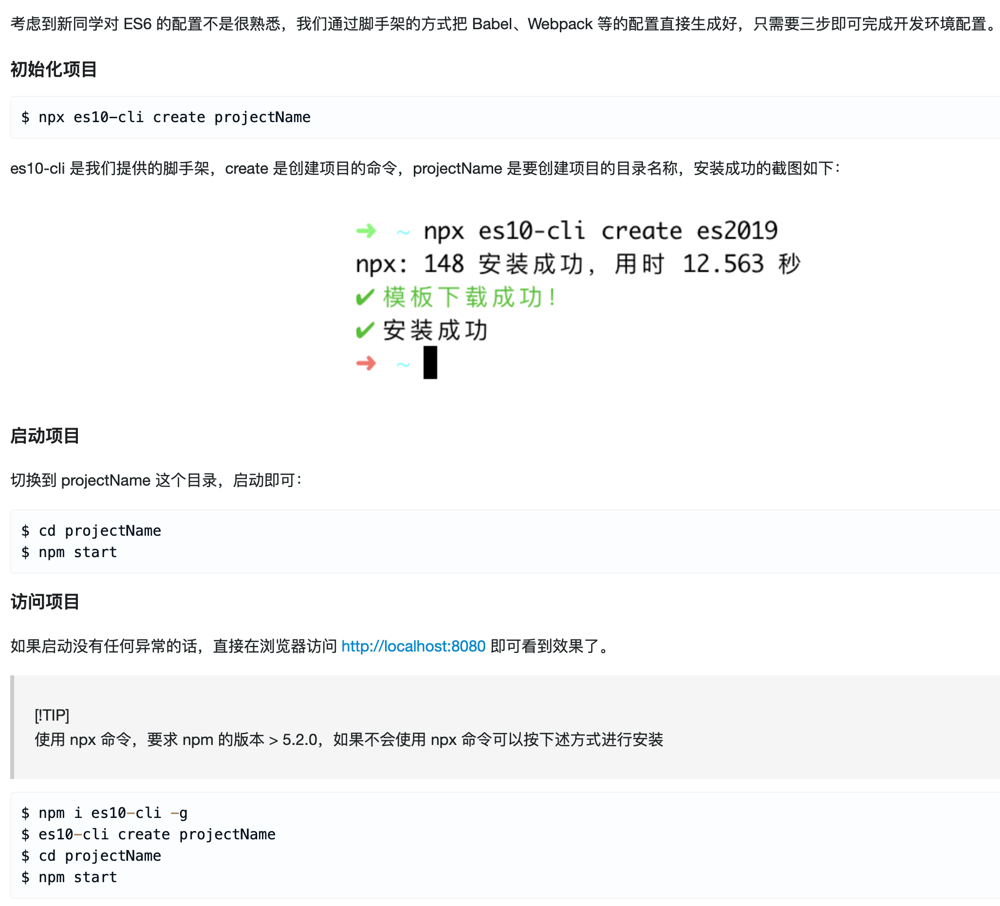 考虑到新同学对 ES6 的配置不是很熟悉，我们通过脚手架的方式把 Babel、Webpack 等的配置直接生成好，只需要三步即可完成开发环境配置。
初始化项目
$ npx es10-cli create projectName
es10-cli 是我们提供的脚手架，create 是创建项目的命令，projectName 是要创建项目的目录名称，安装成功的截图如下：
➜ ~ npx es10-cli create es2019
npx: 148 安装成功，用时 12.563 秒
✔ 模板下载成功！
✔ 安装成功
➜ ~
启动项目
切换到 projectName 这个目录，启动即可：
$ cd projectName
$ npm start
访问项目
如果启动没有任何异常的话，直接在浏览器访问 http://localhost:8080 即可看到效果了。
[!TIP]
使用 npx 命令，要求 npm 的版本 > 5.2.0，如果不会使用 npx 命令可以按下述方式进行安装
$ npm i es10-cli -g
$ es10-cli create projectName
$ cd projectName
$ npm start